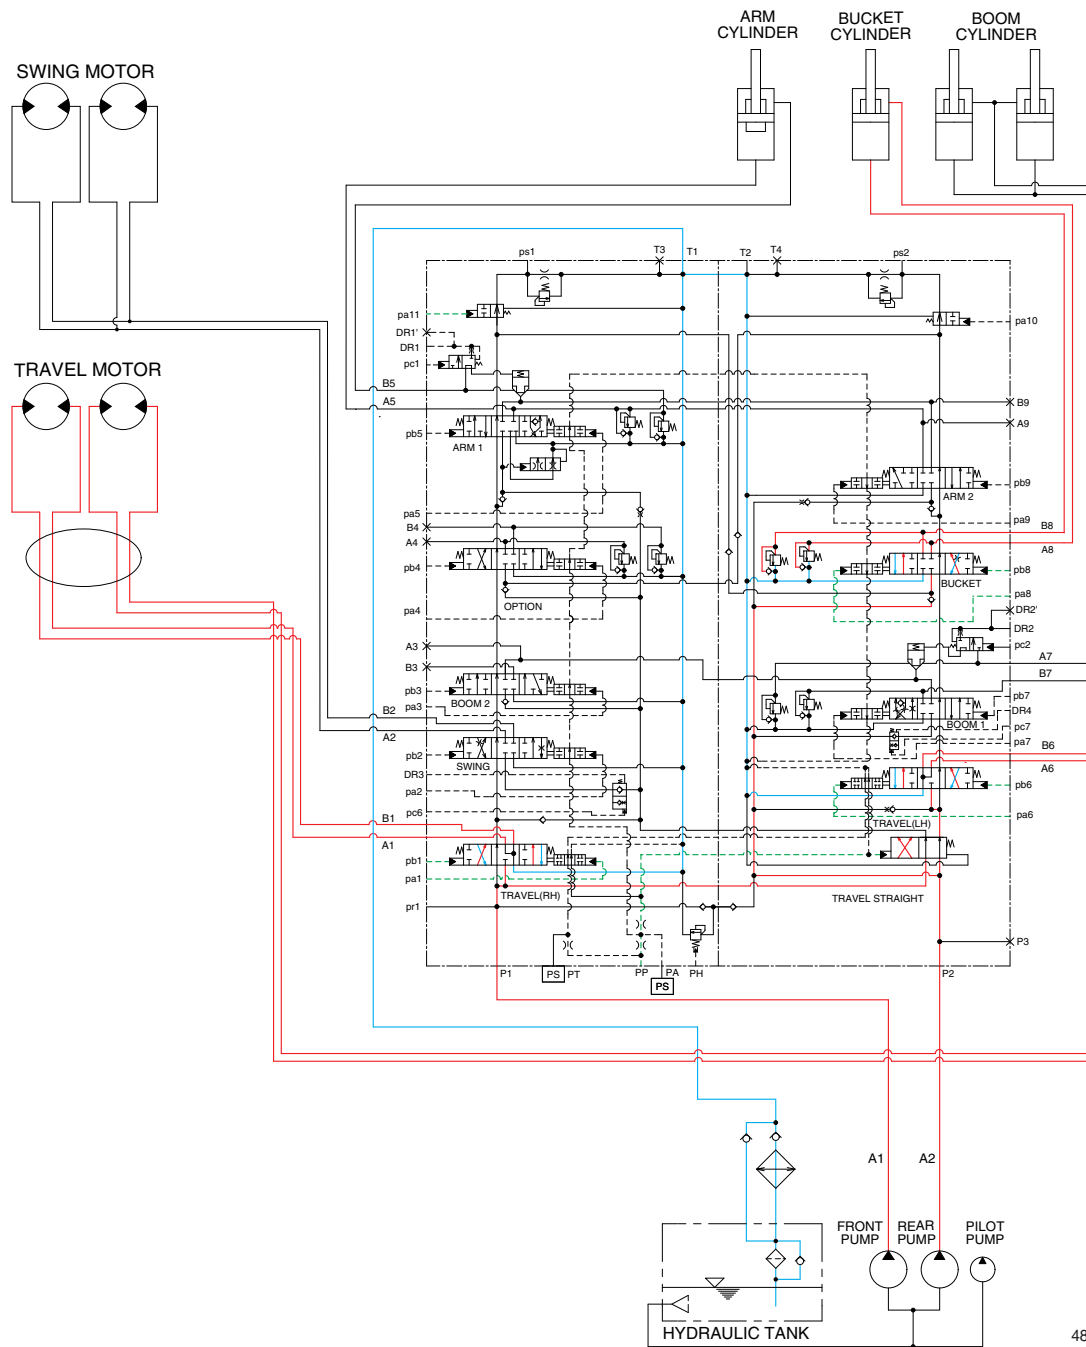 ARM
CYLINDER
BUCKET
CYLINDER
BOOM
CYLINDER
SWING MOTOR
TRAVEL MOTOR
ps1
T3
T1
T2
T4
ps2
pa11
DR1'
DR1
pc1
B5
A5
pb5
ARM 1
pa5
B4
A4
pb4
OPTION
pa4
A3
B3
pb3
BOOM 2
pa3
B2
A2
pb2
SWING
DR3
pa2
pc6
B1
A1
pb1
pa1
TRAVEL(RH)
pr1
pa10
B9
A9
pb9
ARM 2
pa9
B8
A8
pb8
BUCKET
pa8
DR2'
DR2
pc2
A7
B7
pb7
DR4
BOOM 1
pc7
pa7
B6
A6
pb6
pa6
TRAVEL(LH)
TRAVEL STRAIGHT
P3
P1
PS
PT
PP
PA
PH
PS
P2
A1
A2
FRONT
PUMP
REAR
PUMP
PILOT
PUMP
HYDRAULIC TANK
48